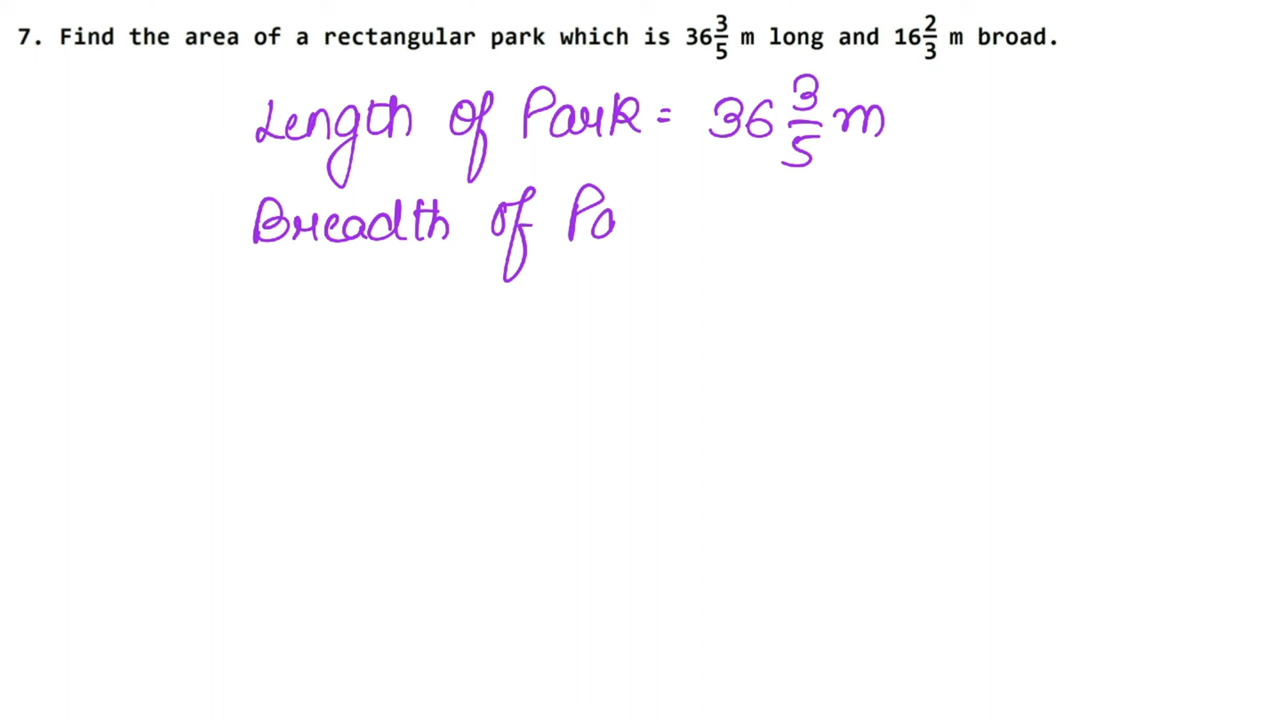 7. Find the area of a rectangular park which is 36 3/5 m long and 16 2/3 m broad.
Length of Park = 36 3/5 m
Breadth of Pa